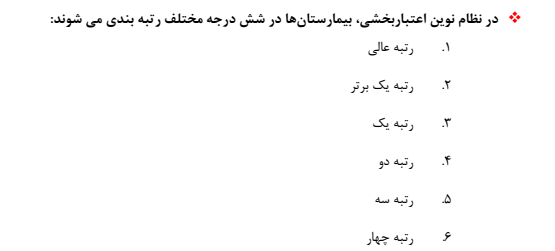 ❖ در نظام نوین اعتباربخشی، بیمارستان‌ها در شش درجه مختلف رتبه بندی می شوند:
۱. رتبه عالی
۲. رتبه یک برتر
۳. رتبه یک
۴. رتبه دو
۵. رتبه سه
۶. رتبه چهار